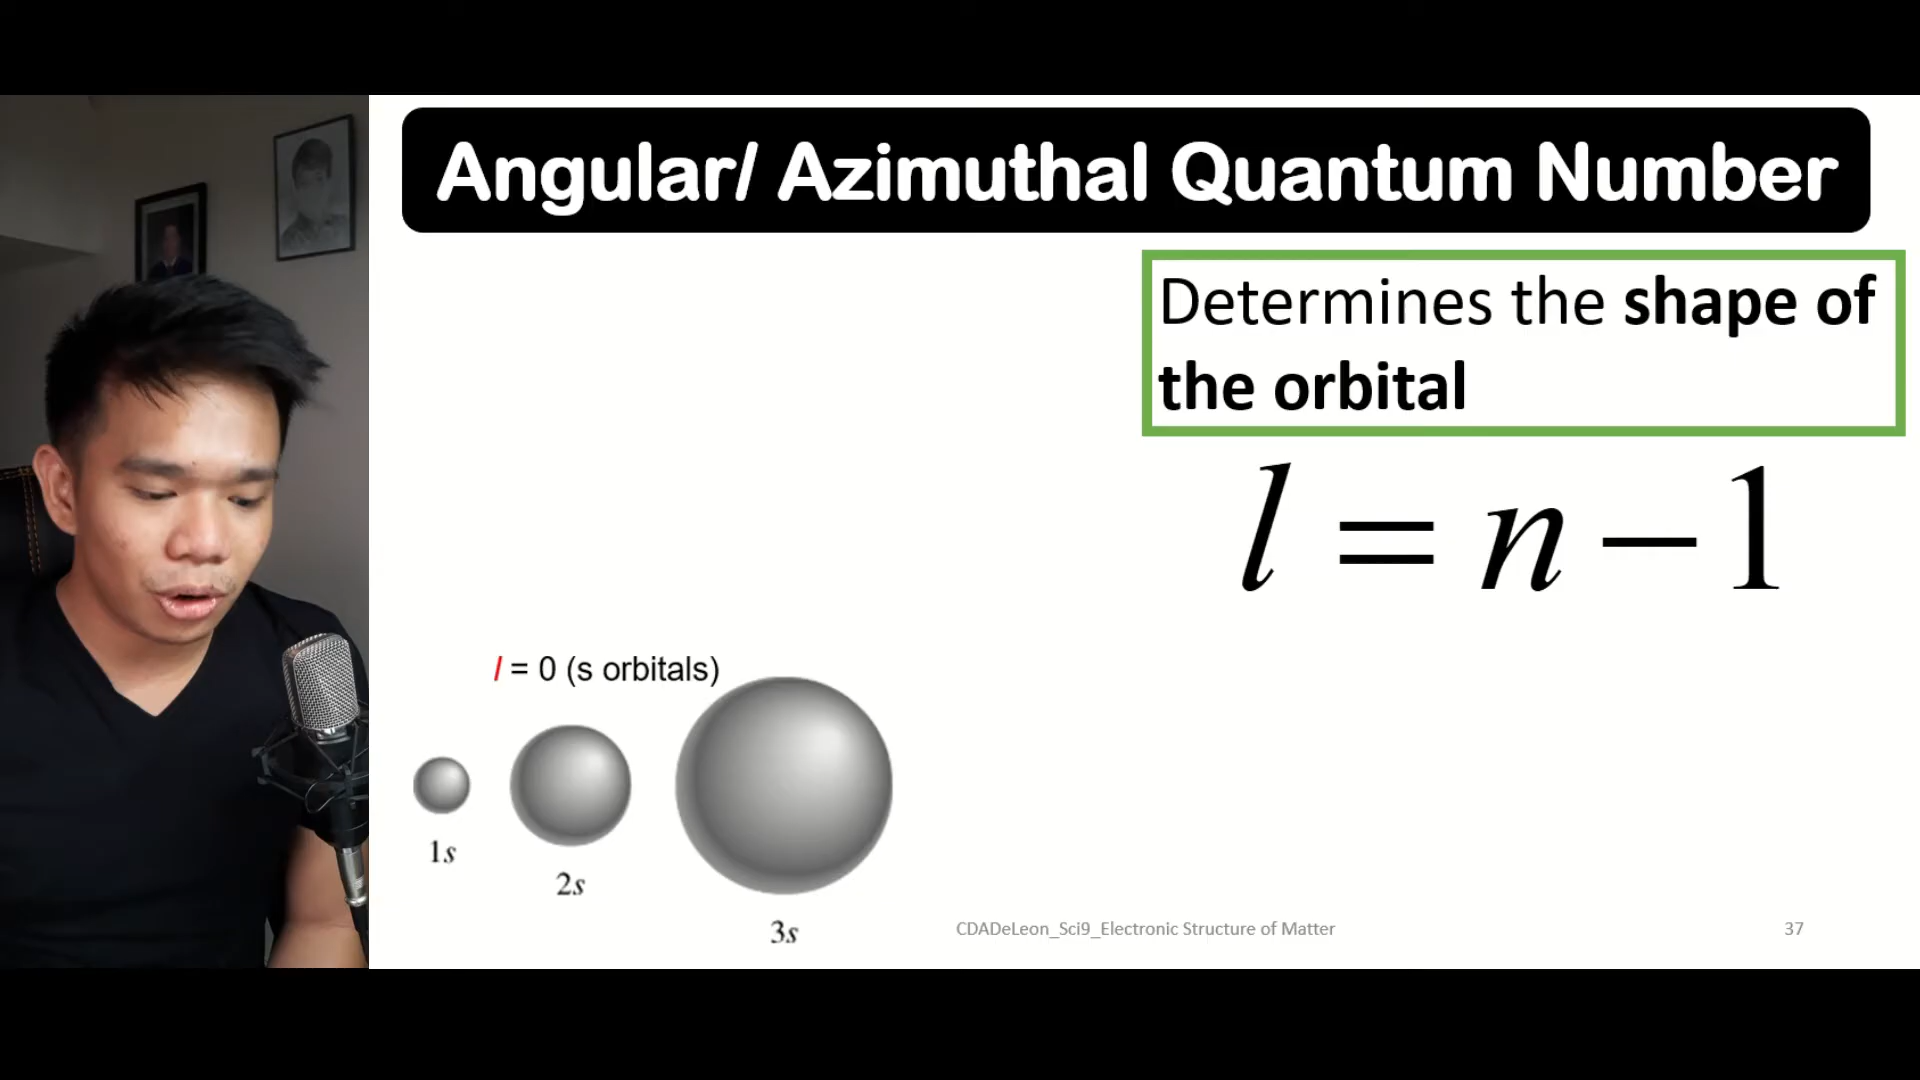 Angular/ Azimuthal Quantum Number
Determines the shape of
the orbital
l = n − 1
l = 0 (s orbitals)
1s
2s
3s
CDADeLeon_Sci9_Electronic Structure of Matter
37